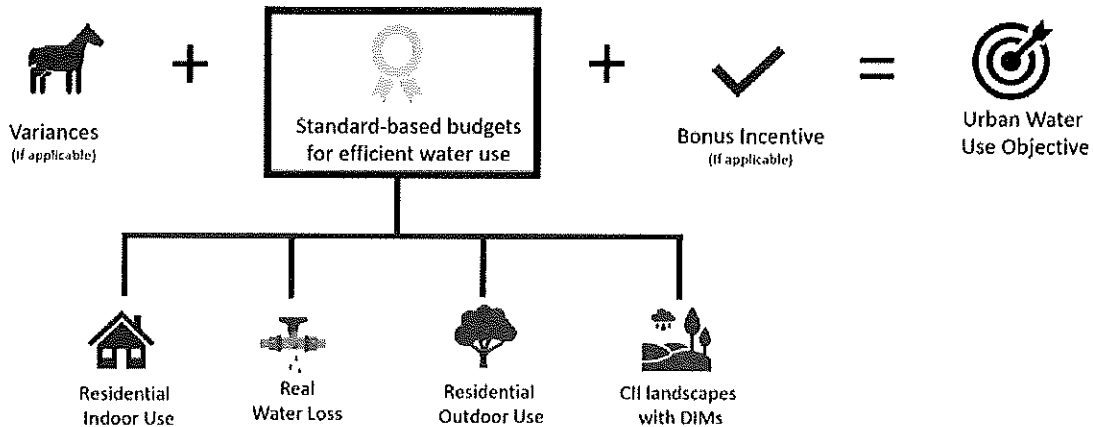 Variances
(If applicable)
+
Standard-based budgets
for efficient water use
+
Bonus Incentive
(If applicable)
=
Urban Water
Use Objective
Residential
Indoor Use
Real
Water Loss
Residential
Outdoor Use
CII landscapes
with DIMs